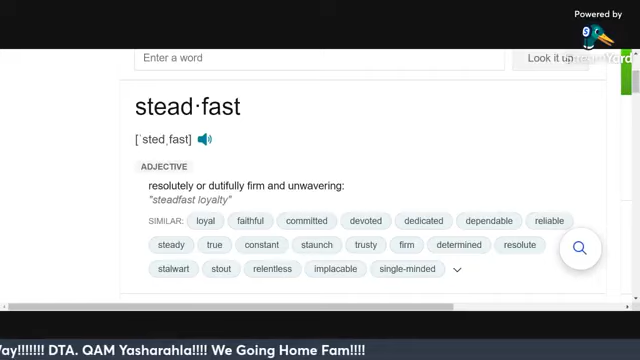 Powered by
StreamYard
Enter a word
Look it up
stead·fast
[ˈstedˌfast]
ADJECTIVE
resolutely or dutifully firm and unwavering:
"steadfast loyalty"
SIMILAR: loyal faithful committed devoted dedicated dependable reliable
steady true constant staunch trusty firm determined resolute
stalwart stout relentless implacable single-minded
Way!!!!!!! DTA. QAM Yasharahla!!!! We Going Home Fam!!!!